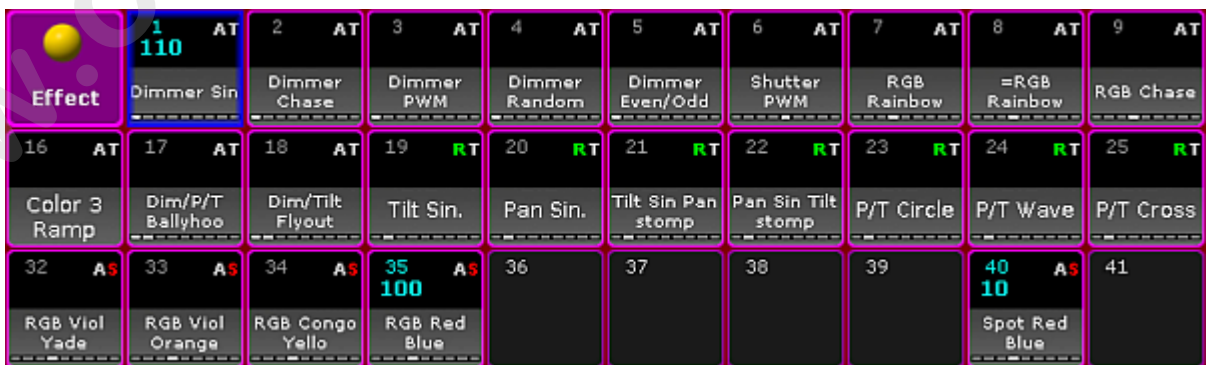 Effect
1 AT
110
Dimmer Sin
2 AT
Dimmer
Chase
3 AT
Dimmer
PWM
4 AT
Dimmer
Random
5 AT
Dimmer
Even/Odd
6 AT
Shutter
PWM
7 AT
RGB
Rainbow
8 AT
=RGB
Rainbow
9 AT
RGB Chase
16 AT
Color 3
Ramp
17 AT
Dim/P/T
Ballyhoo
18 AT
Dim/Tilt
Flyout
19 RT
Tilt Sin.
20 RT
Pan Sin.
21 RT
Tilt Sin Pan
stomp
22 RT
Pan Sin Tilt
stomp
23 RT
P/T Circle
24 RT
P/T Wave
25 RT
P/T Cross
32 AS
RGB Viol
Yade
33 AS
RGB Viol
Orange
34 AS
RGB Congo
Yello
35 AS
100
RGB Red
Blue
36
37
38
39
40 AS
10
Spot Red
Blue
41